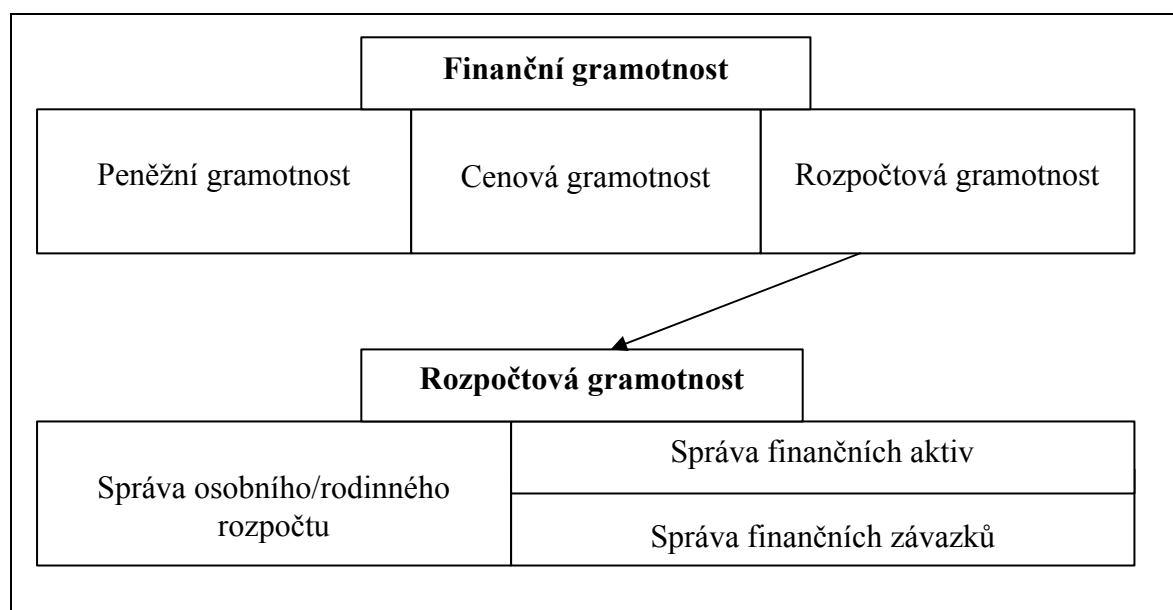 Finanční gramotnost
Peněžní gramotnost
Cenová gramotnost
Rozpočtová gramotnost
Rozpočtová gramotnost
Správa osobního/rodinného
rozpočtu
Správa finančních aktiv
Správa finančních závazků